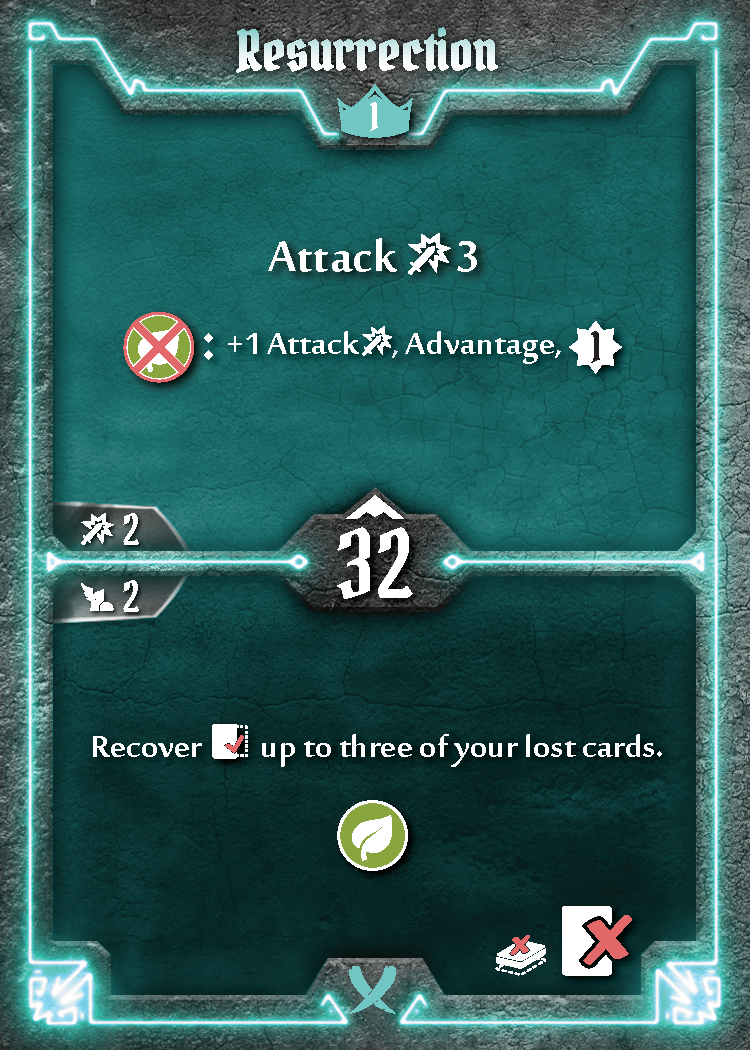 Resurrection
1
Attack 3
: +1 Attack, Advantage, 1
2
32
2
Recover up to three of your lost cards.